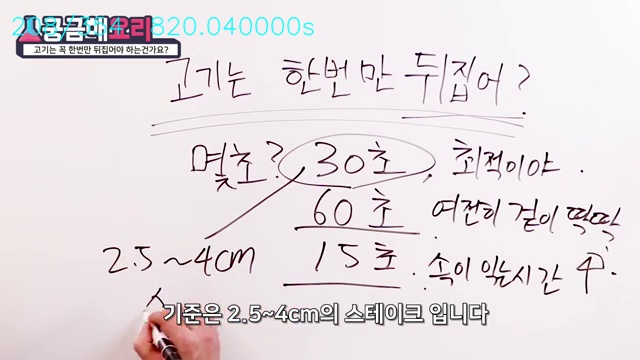 820.040000s
궁금해요리
고기는 꼭 한번만 뒤집어야 하는건가요?
고기는 한번만 뒤집어?
몇초? 30초, 최적이야.
60초 여전히 겉이 딱딱
2.5~4cm 15초. 속이 익는시간 ↑.
기준은 2.5~4cm의 스테이크 입니다